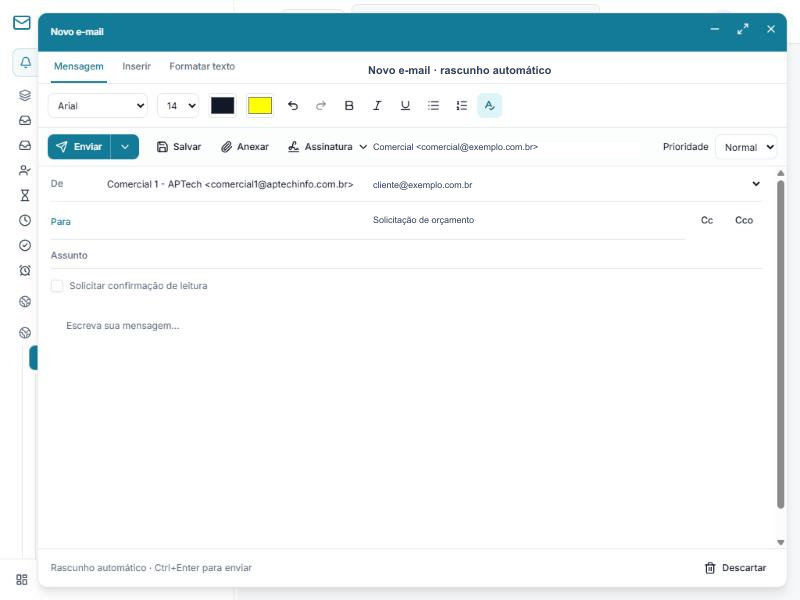 Novo e-mail
Mensagem Inserir Formatar texto Novo e-mail · rascunho automático
Arial 14 B I U
Enviar Salvar Anexar Assinatura Comercial <comercial@exemplo.com.br> Prioridade Normal
De Comercial 1 - APTech <comercial1@aptechinfo.com.br> cliente@exemplo.com.br
Para Solicitação de orçamento Cc Cco
Assunto
Solicitar confirmação de leitura
Escreva sua mensagem...
Rascunho automático · Ctrl+Enter para enviar Descartar